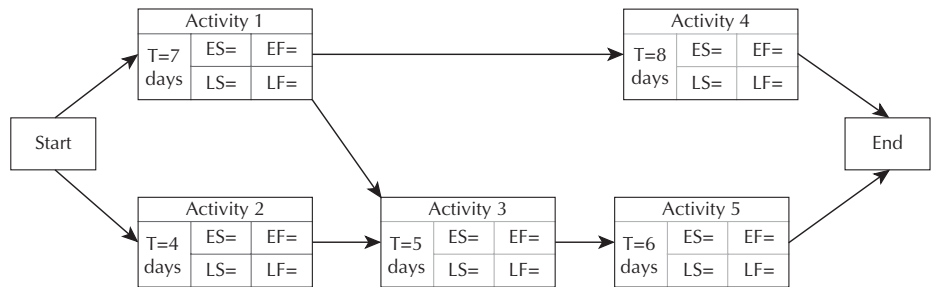 Activity 1
T=7
days
ES=
EF=
LS=
LF=
Activity 4
T=8
days
ES=
EF=
LS=
LF=
Start
End
Activity 2
T=4
days
ES=
EF=
LS=
LF=
Activity 3
T=5
days
ES=
EF=
LS=
LF=
Activity 5
T=6
days
ES=
EF=
LS=
LF=